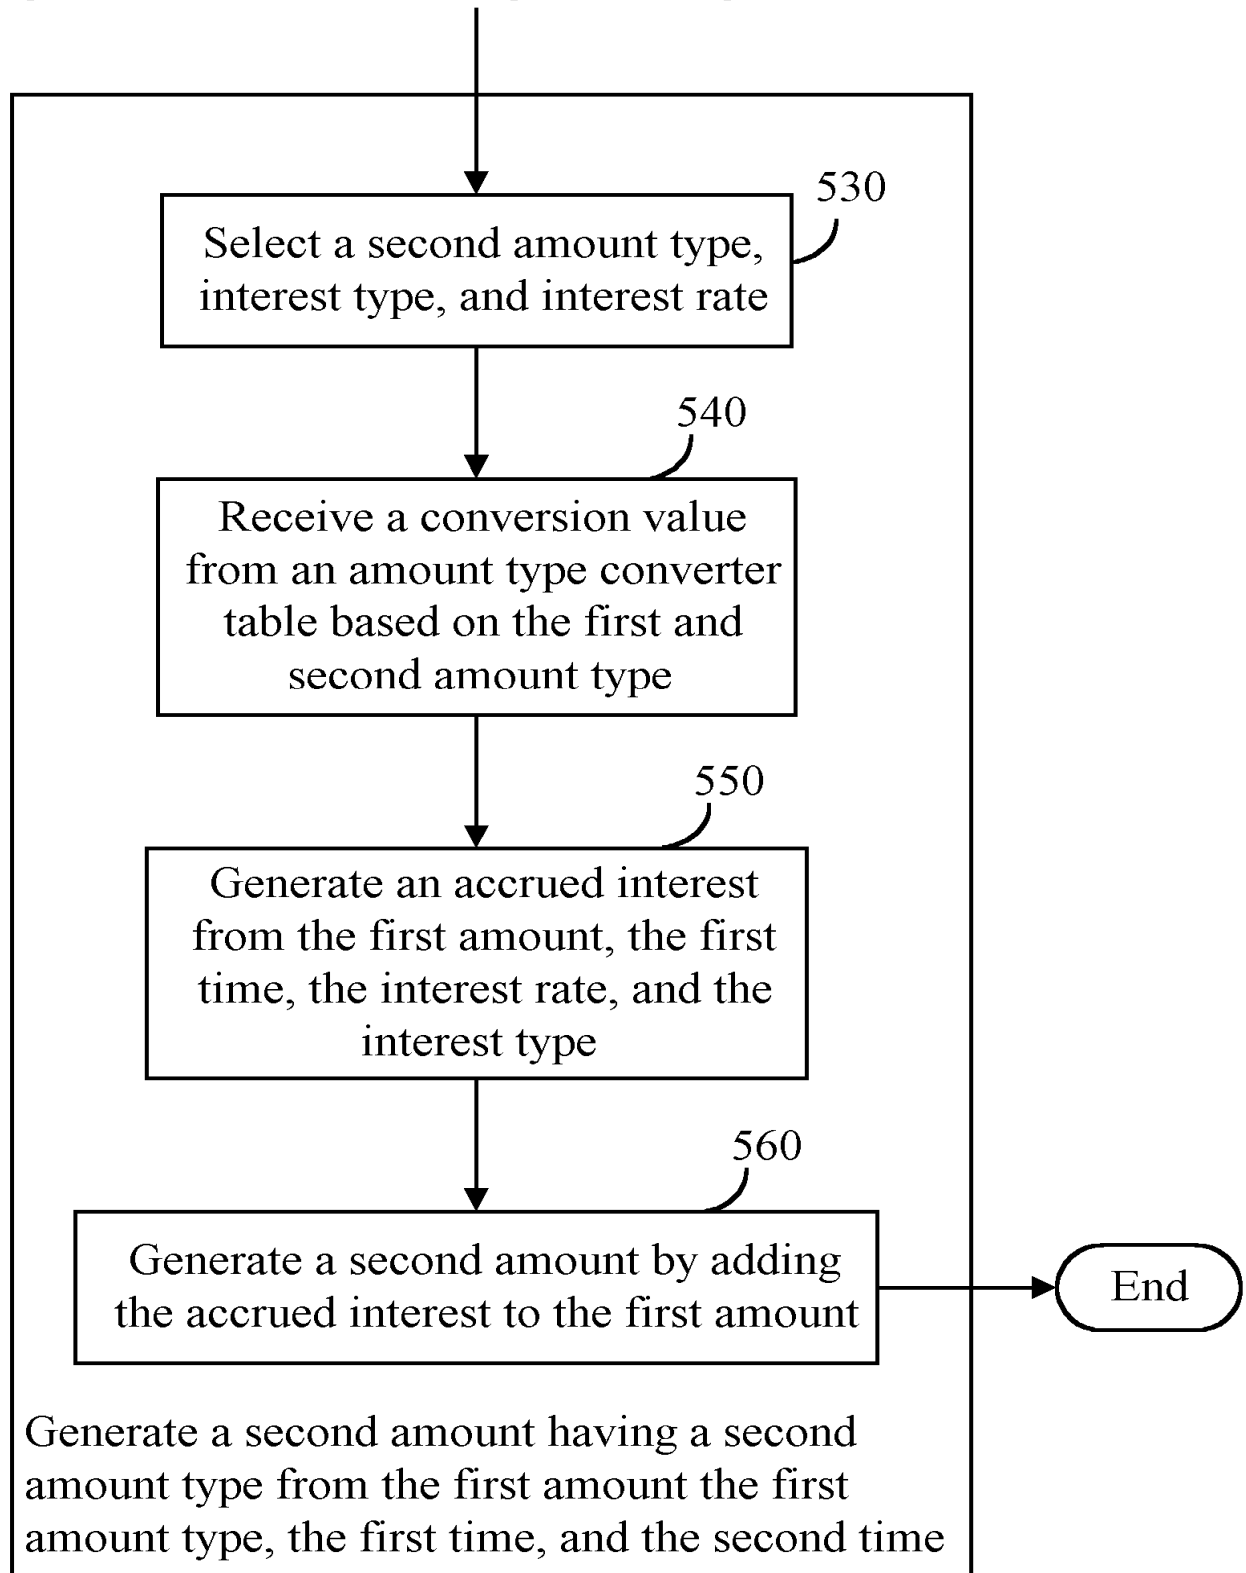 530
Select a second amount type,
interest type, and interest rate
540
Receive a conversion value
from an amount type converter
table based on the first and
second amount type
550
Generate an accrued interest
from the first amount, the first
time, the interest rate, and the
interest type
560
Generate a second amount by adding
the accrued interest to the first amount
End
Generate a second amount having a second
amount type from the first amount the first
amount type, the first time, and the second time